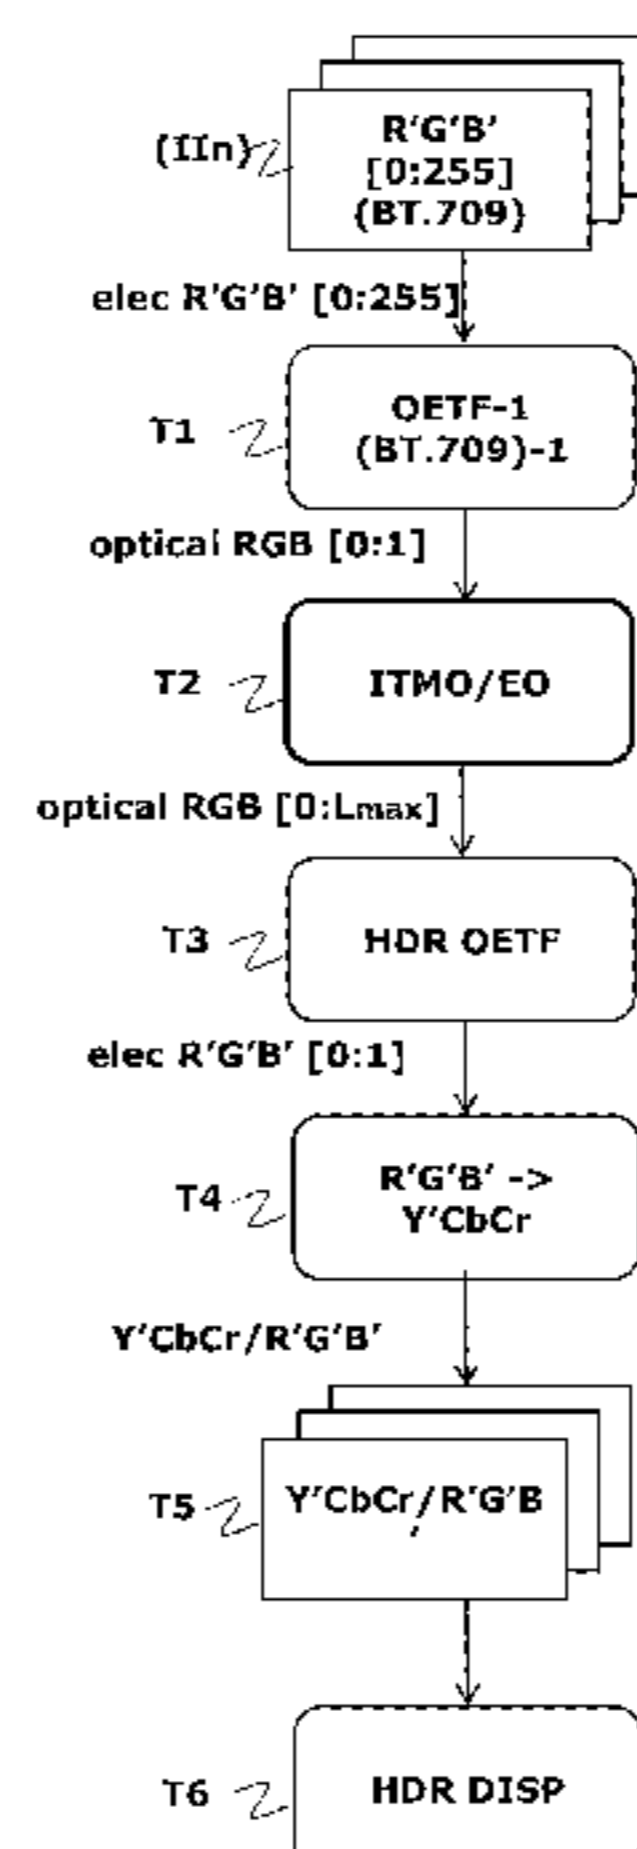 (IIn)
R'G'B'
[0:255]
(BT.709)
elec R'G'B' [0:255]
T1
OETF-1
(BT.709)-1
optical RGB [0:1]
T2
ITMO/EO
optical RGB [0:Lmax]
T3
HDR OETF
elec R'G'B' [0:1]
T4
R'G'B' ->
Y'CbCr
Y'CbCr/R'G'B'
T5
Y'CbCr/R'G'B
'
T6
HDR DISP